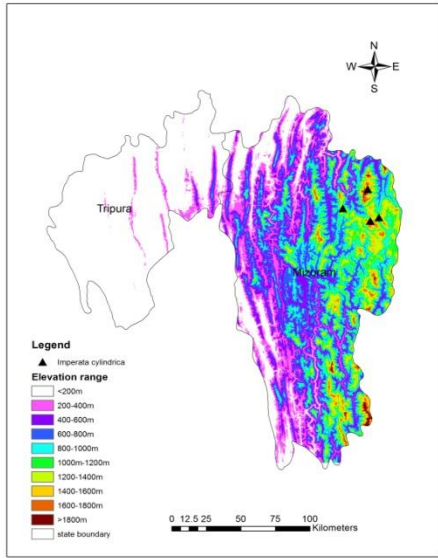 N
W E
S
Tripura
Mizoram
Legend
Imperata cylindrica
Elevation range
<200m
200-400m
400-600m
600-800m
800-1000m
1000m-1200m
1200-1400m
1400-1600m
1600-1800m
>1800m
state boundary
0 12.5 25 50 75 100
Kilometers